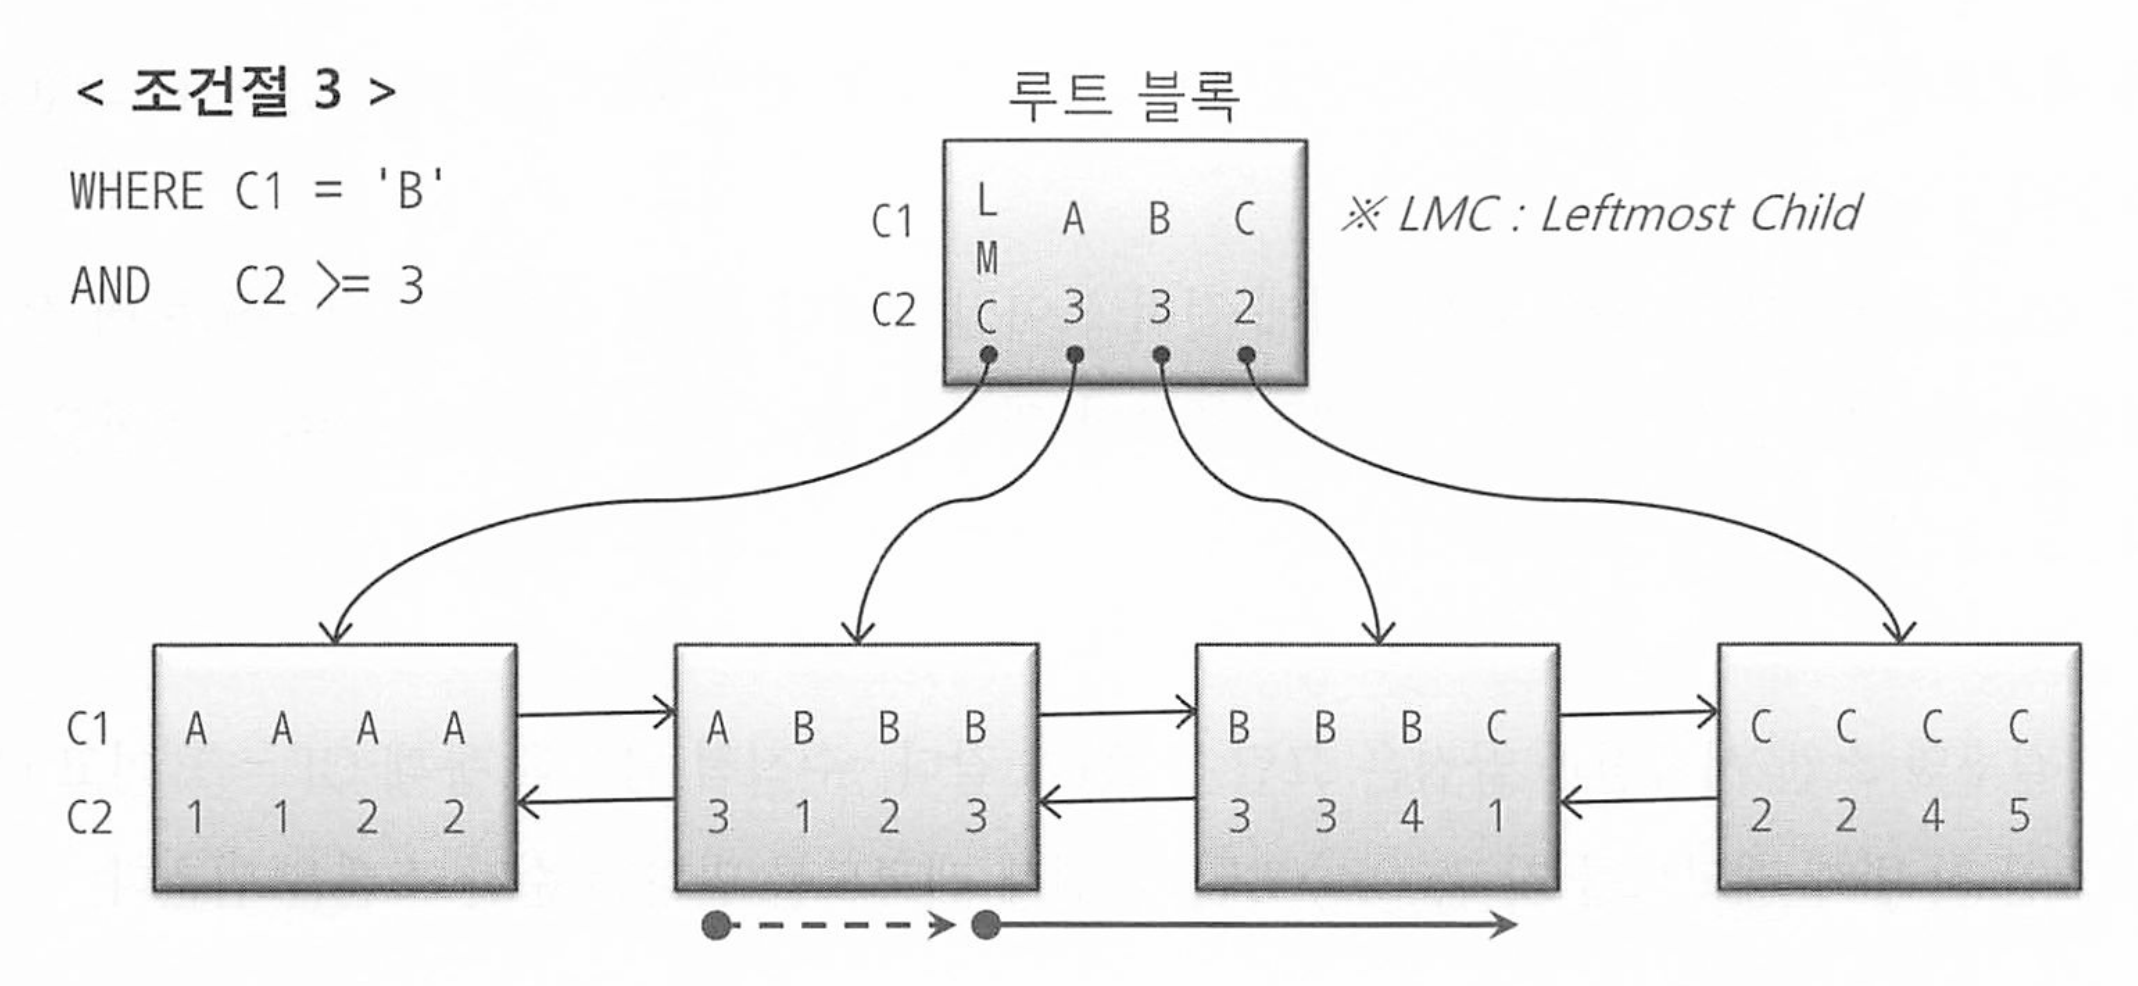 < 조건절 3 >
WHERE C1 = 'B'
AND C2 >= 3
루트 블록
C1 LMC A B C
C2 3 3 2
※ LMC : Leftmost Child
C1 A A A A A B B B B B B C C C C C
C2 1 1 2 2 3 1 2 3 3 3 4 1 2 2 4 5